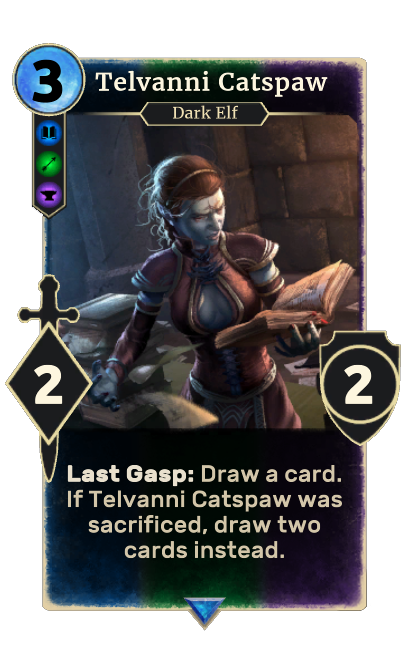 3
Telvanni Catspaw
Dark Elf
2
2
Last Gasp: Draw a card.
If Telvanni Catspaw was
sacrificed, draw two
cards instead.